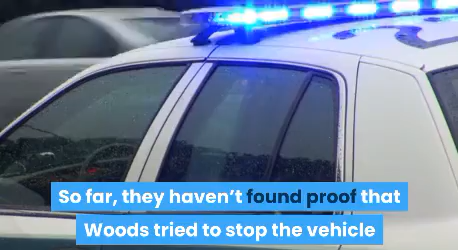 So far, they haven't found proof that
Woods tried to stop the vehicle